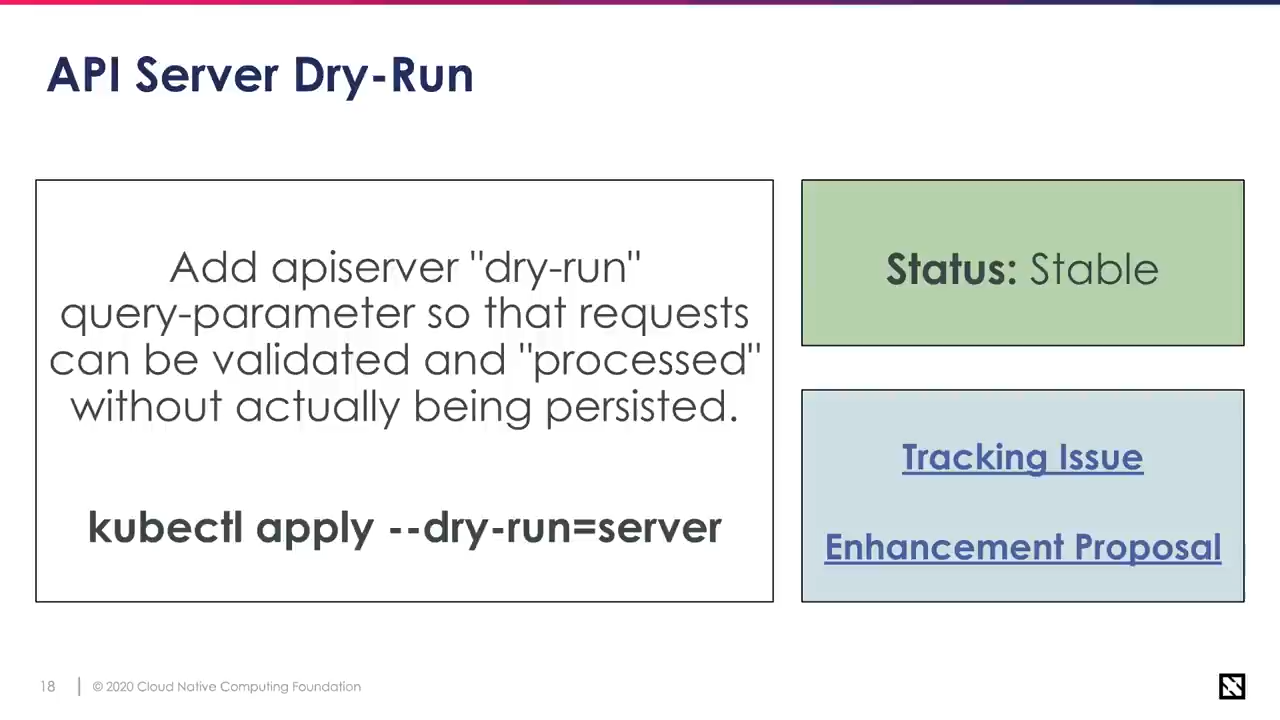 API Server Dry-Run
Add apiserver "dry-run"
query-parameter so that requests
can be validated and "processed"
without actually being persisted.
kubectl apply --dry-run=server
Status: Stable
Tracking Issue
Enhancement Proposal
18
© 2020 Cloud Native Computing Foundation